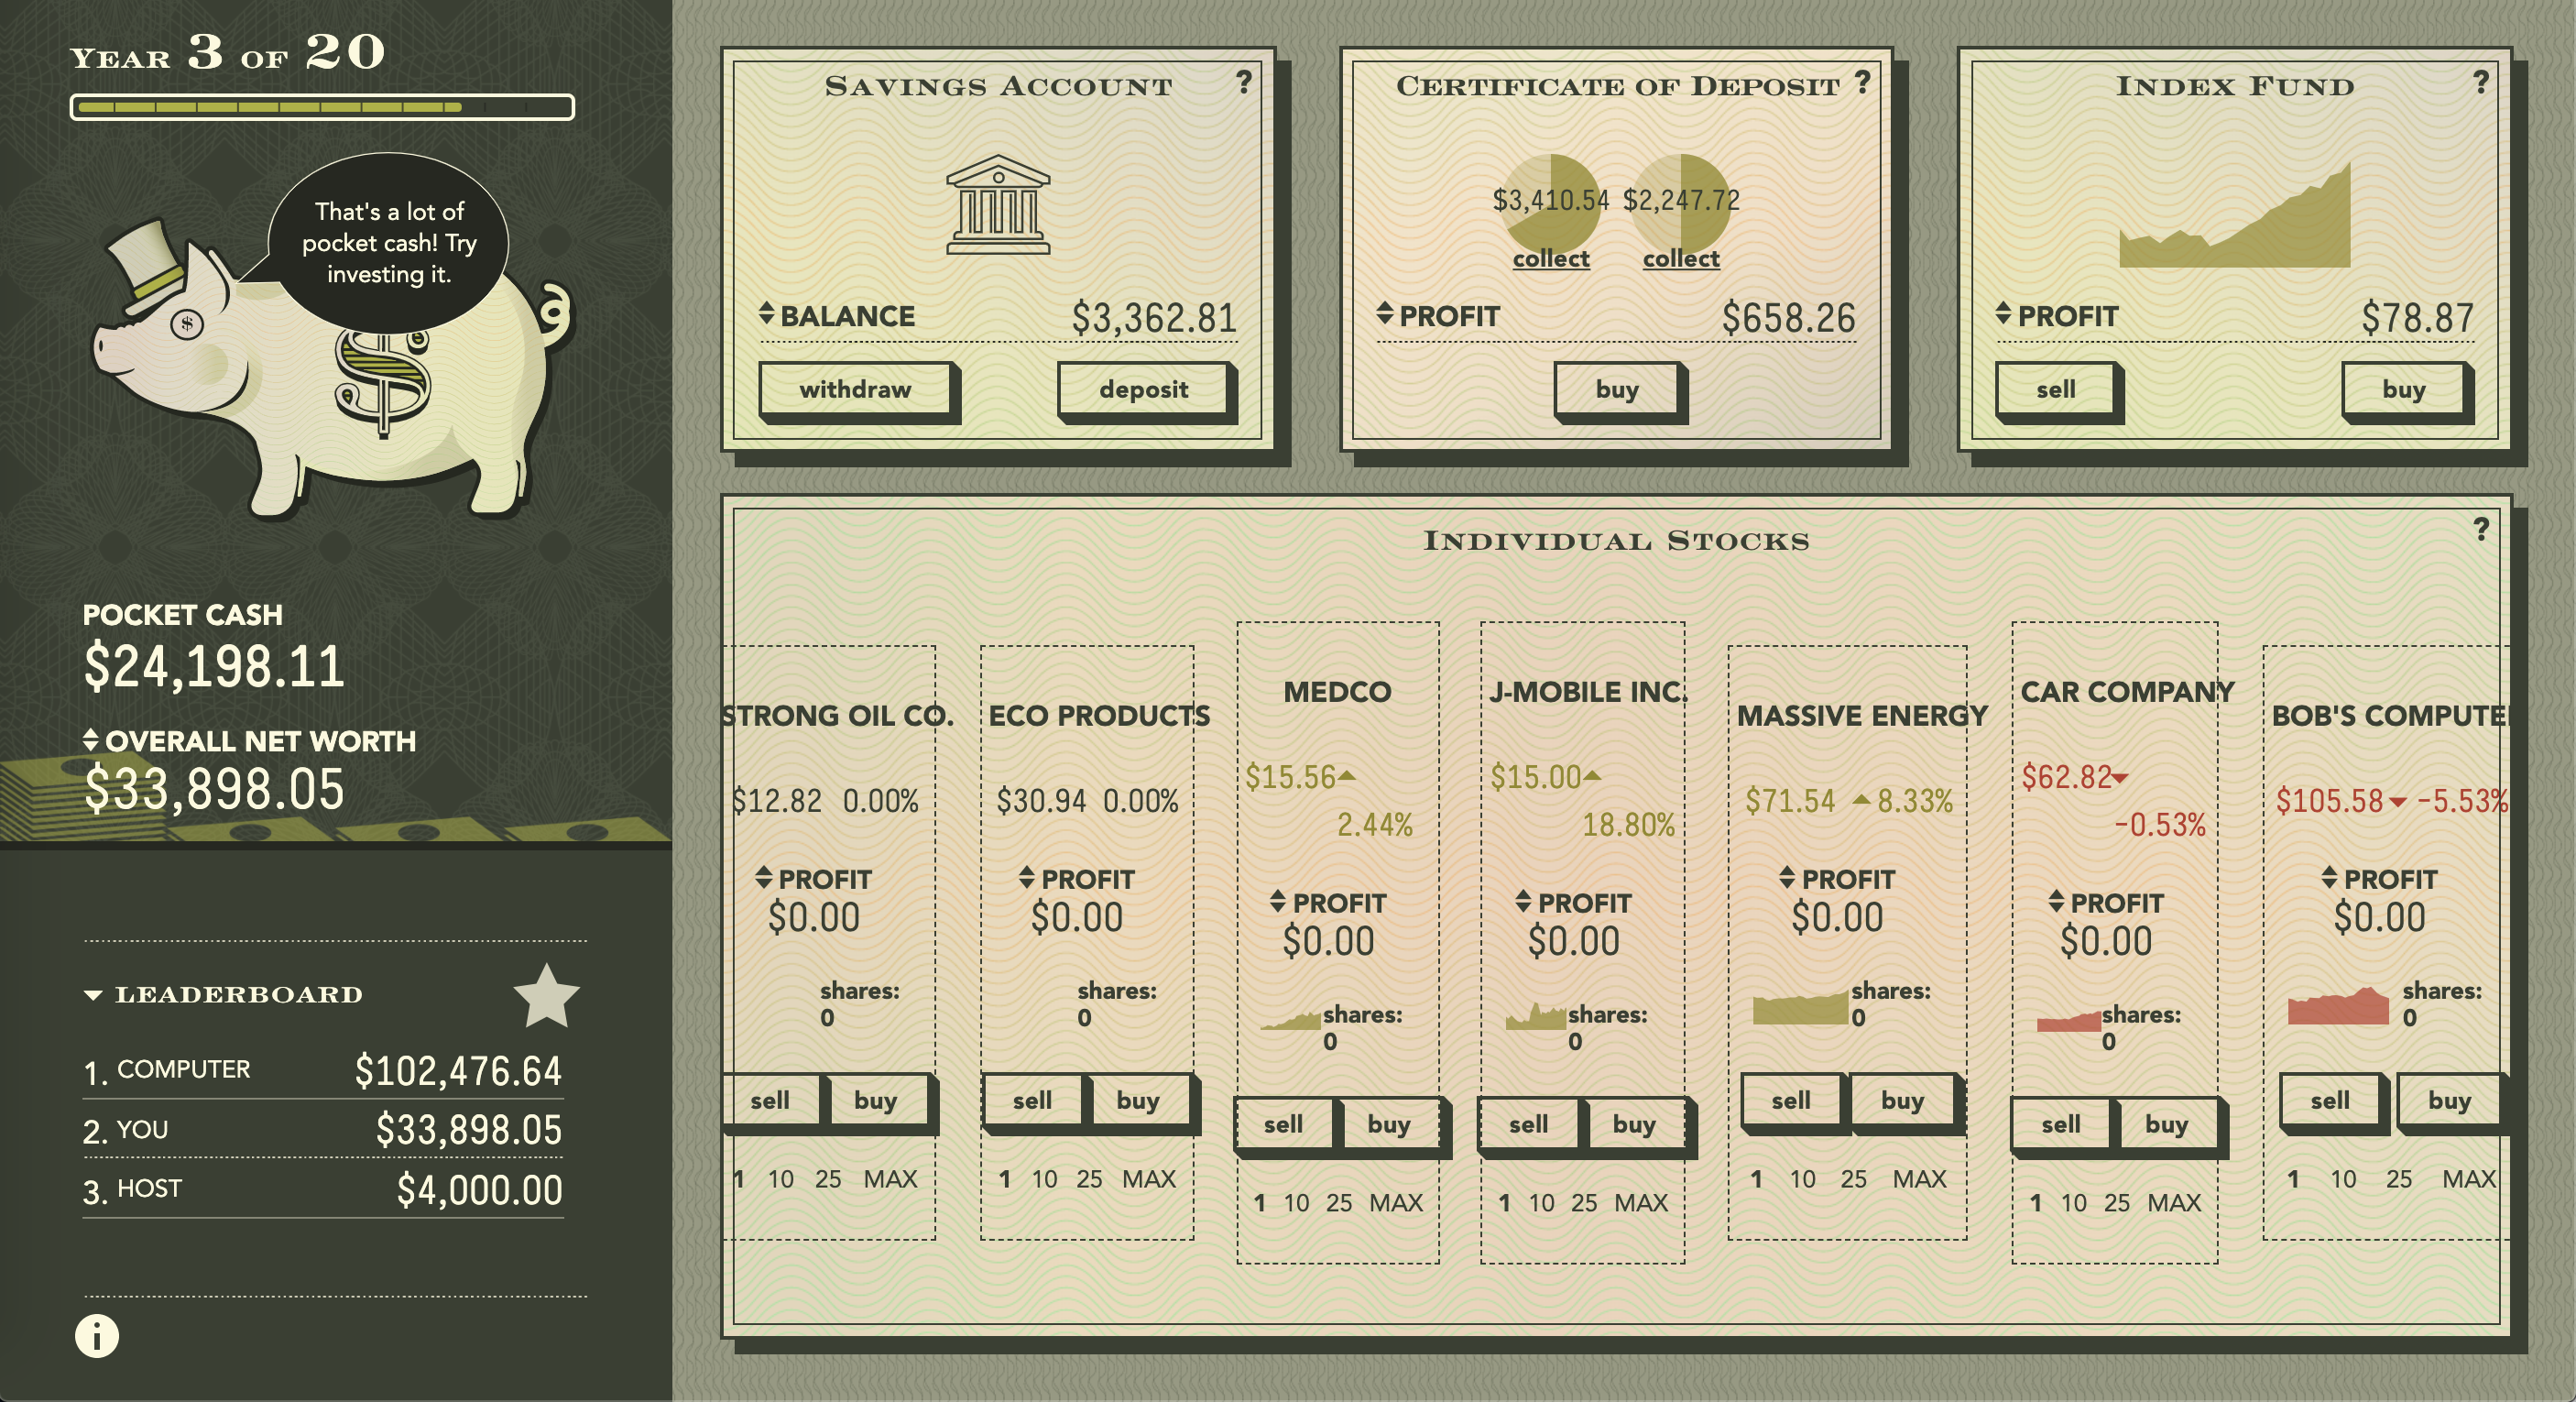 YEAR 3 OF 20
That's a lot of
pocket cash! Try
investing it.
$
$
POCKET CASH
$24,198.11
OVERALL NET WORTH
$33,898.05
LEADERBOARD
1. COMPUTER $102,476.64
2. YOU $33,898.05
3. HOST $4,000.00
i
SAVINGS ACCOUNT ?
BALANCE $3,362.81
withdraw deposit
CERTIFICATE OF DEPOSIT ?
$3,410.54 $2,247.72
collect collect
PROFIT $658.26
buy
INDEX FUND ?
PROFIT $78.87
sell buy
INDIVIDUAL STOCKS ?
STRONG OIL CO.
$12.82 0.00%
PROFIT
$0.00
shares:
0
sell buy
1 10 25 MAX
ECO PRODUCTS
$30.94 0.00%
PROFIT
$0.00
shares:
0
sell buy
1 10 25 MAX
MEDCO
$15.56
2.44%
PROFIT
$0.00
shares:
0
sell buy
1 10 25 MAX
J-MOBILE INC.
$15.00
18.80%
PROFIT
$0.00
shares:
0
sell buy
1 10 25 MAX
MASSIVE ENERGY
$71.54 8.33%
PROFIT
$0.00
shares:
0
sell buy
1 10 25 MAX
CAR COMPANY
$62.82
-0.53%
PROFIT
$0.00
shares:
0
sell buy
1 10 25 MAX
BOB'S COMPUTE
$105.58 -5.53%
PROFIT
$0.00
shares:
0
sell buy
1 10 25 MAX